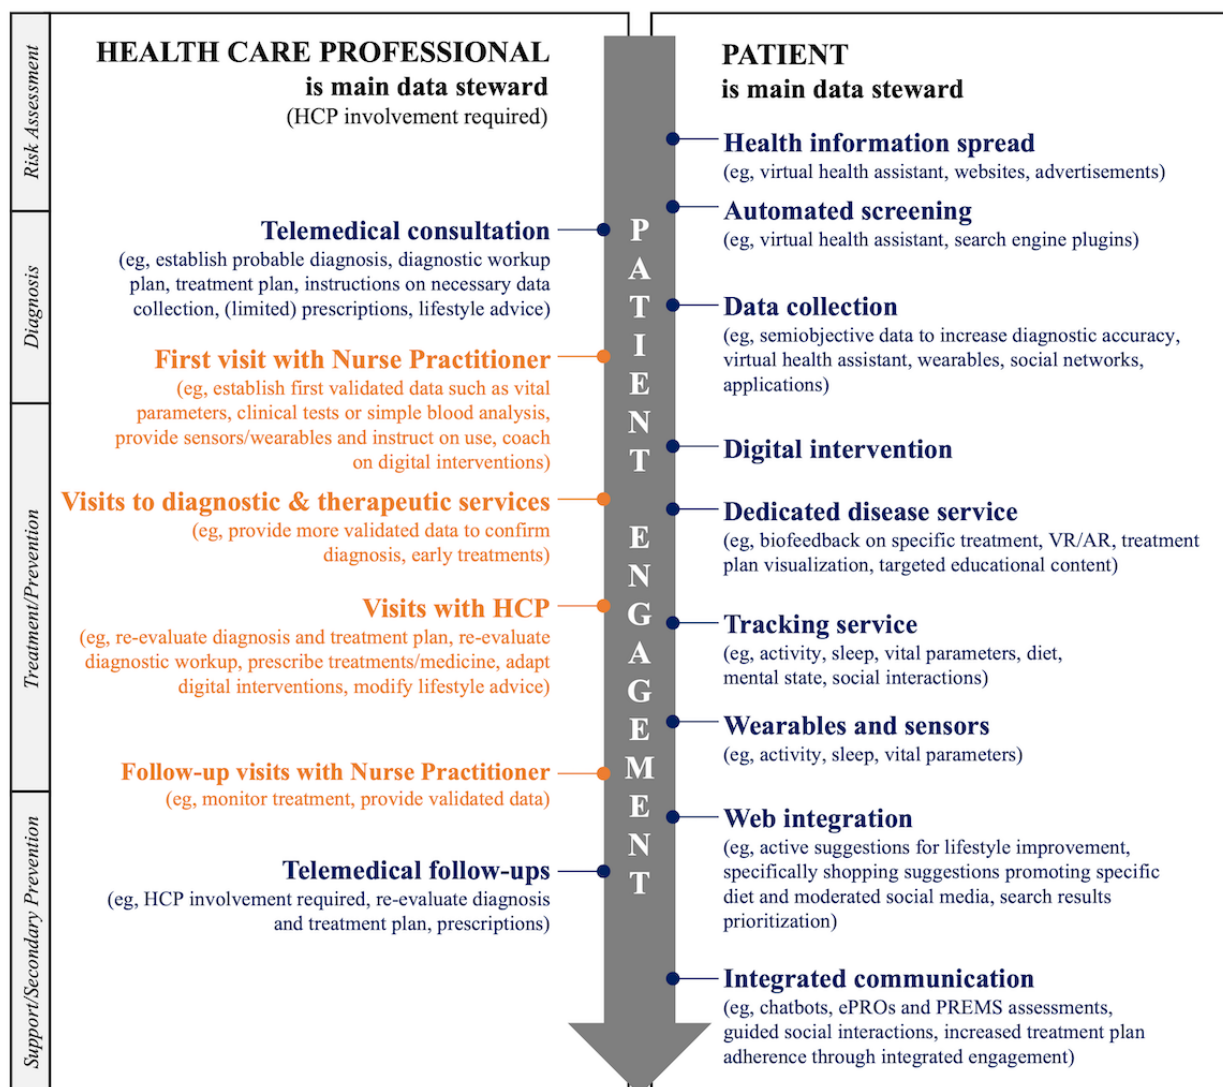 Risk Assessment
Diagnosis
Treatment/Prevention
Support/Secondary Prevention
HEALTH CARE PROFESSIONAL
is main data steward
(HCP involvement required)
Telemedical consultation
(eg, establish probable diagnosis, diagnostic workup
plan, treatment plan, instructions on necessary data
collection, (limited) prescriptions, lifestyle advice)
First visit with Nurse Practitioner
(eg, establish first validated data such as vital
parameters, clinical tests or simple blood analysis,
provide sensors/wearables and instruct on use, coach
on digital interventions)
Visits to diagnostic & therapeutic services
(eg, provide more validated data to confirm
diagnosis, early treatments)
Visits with HCP
(eg, re-evaluate diagnosis and treatment plan, re-evaluate
diagnostic workup, prescribe treatments/medicine, adapt
digital interventions, modify lifestyle advice)
Follow-up visits with Nurse Practitioner
(eg, monitor treatment, provide validated data)
Telemedical follow-ups
(eg, HCP involvement required, re-evaluate diagnosis
and treatment plan, prescriptions)
PATIENT ENGAGEMENT
PATIENT
is main data steward
Health information spread
(eg, virtual health assistant, websites, advertisements)
Automated screening
(eg, virtual health assistant, search engine plugins)
Data collection
(eg, semiobjective data to increase diagnostic accuracy,
virtual health assistant, wearables, social networks,
applications)
Digital intervention
Dedicated disease service
(eg, biofeedback on specific treatment, VR/AR, treatment
plan visualization, targeted educational content)
Tracking service
(eg, activity, sleep, vital parameters, diet,
mental state, social interactions)
Wearables and sensors
(eg, activity, sleep, vital parameters)
Web integration
(eg, active suggestions for lifestyle improvement,
specifically shopping suggestions promoting specific
diet and moderated social media, search results
prioritization)
Integrated communication
(eg, chatbots, ePROs and PREMS assessments,
guided social interactions, increased treatment plan
adherence through integrated engagement)